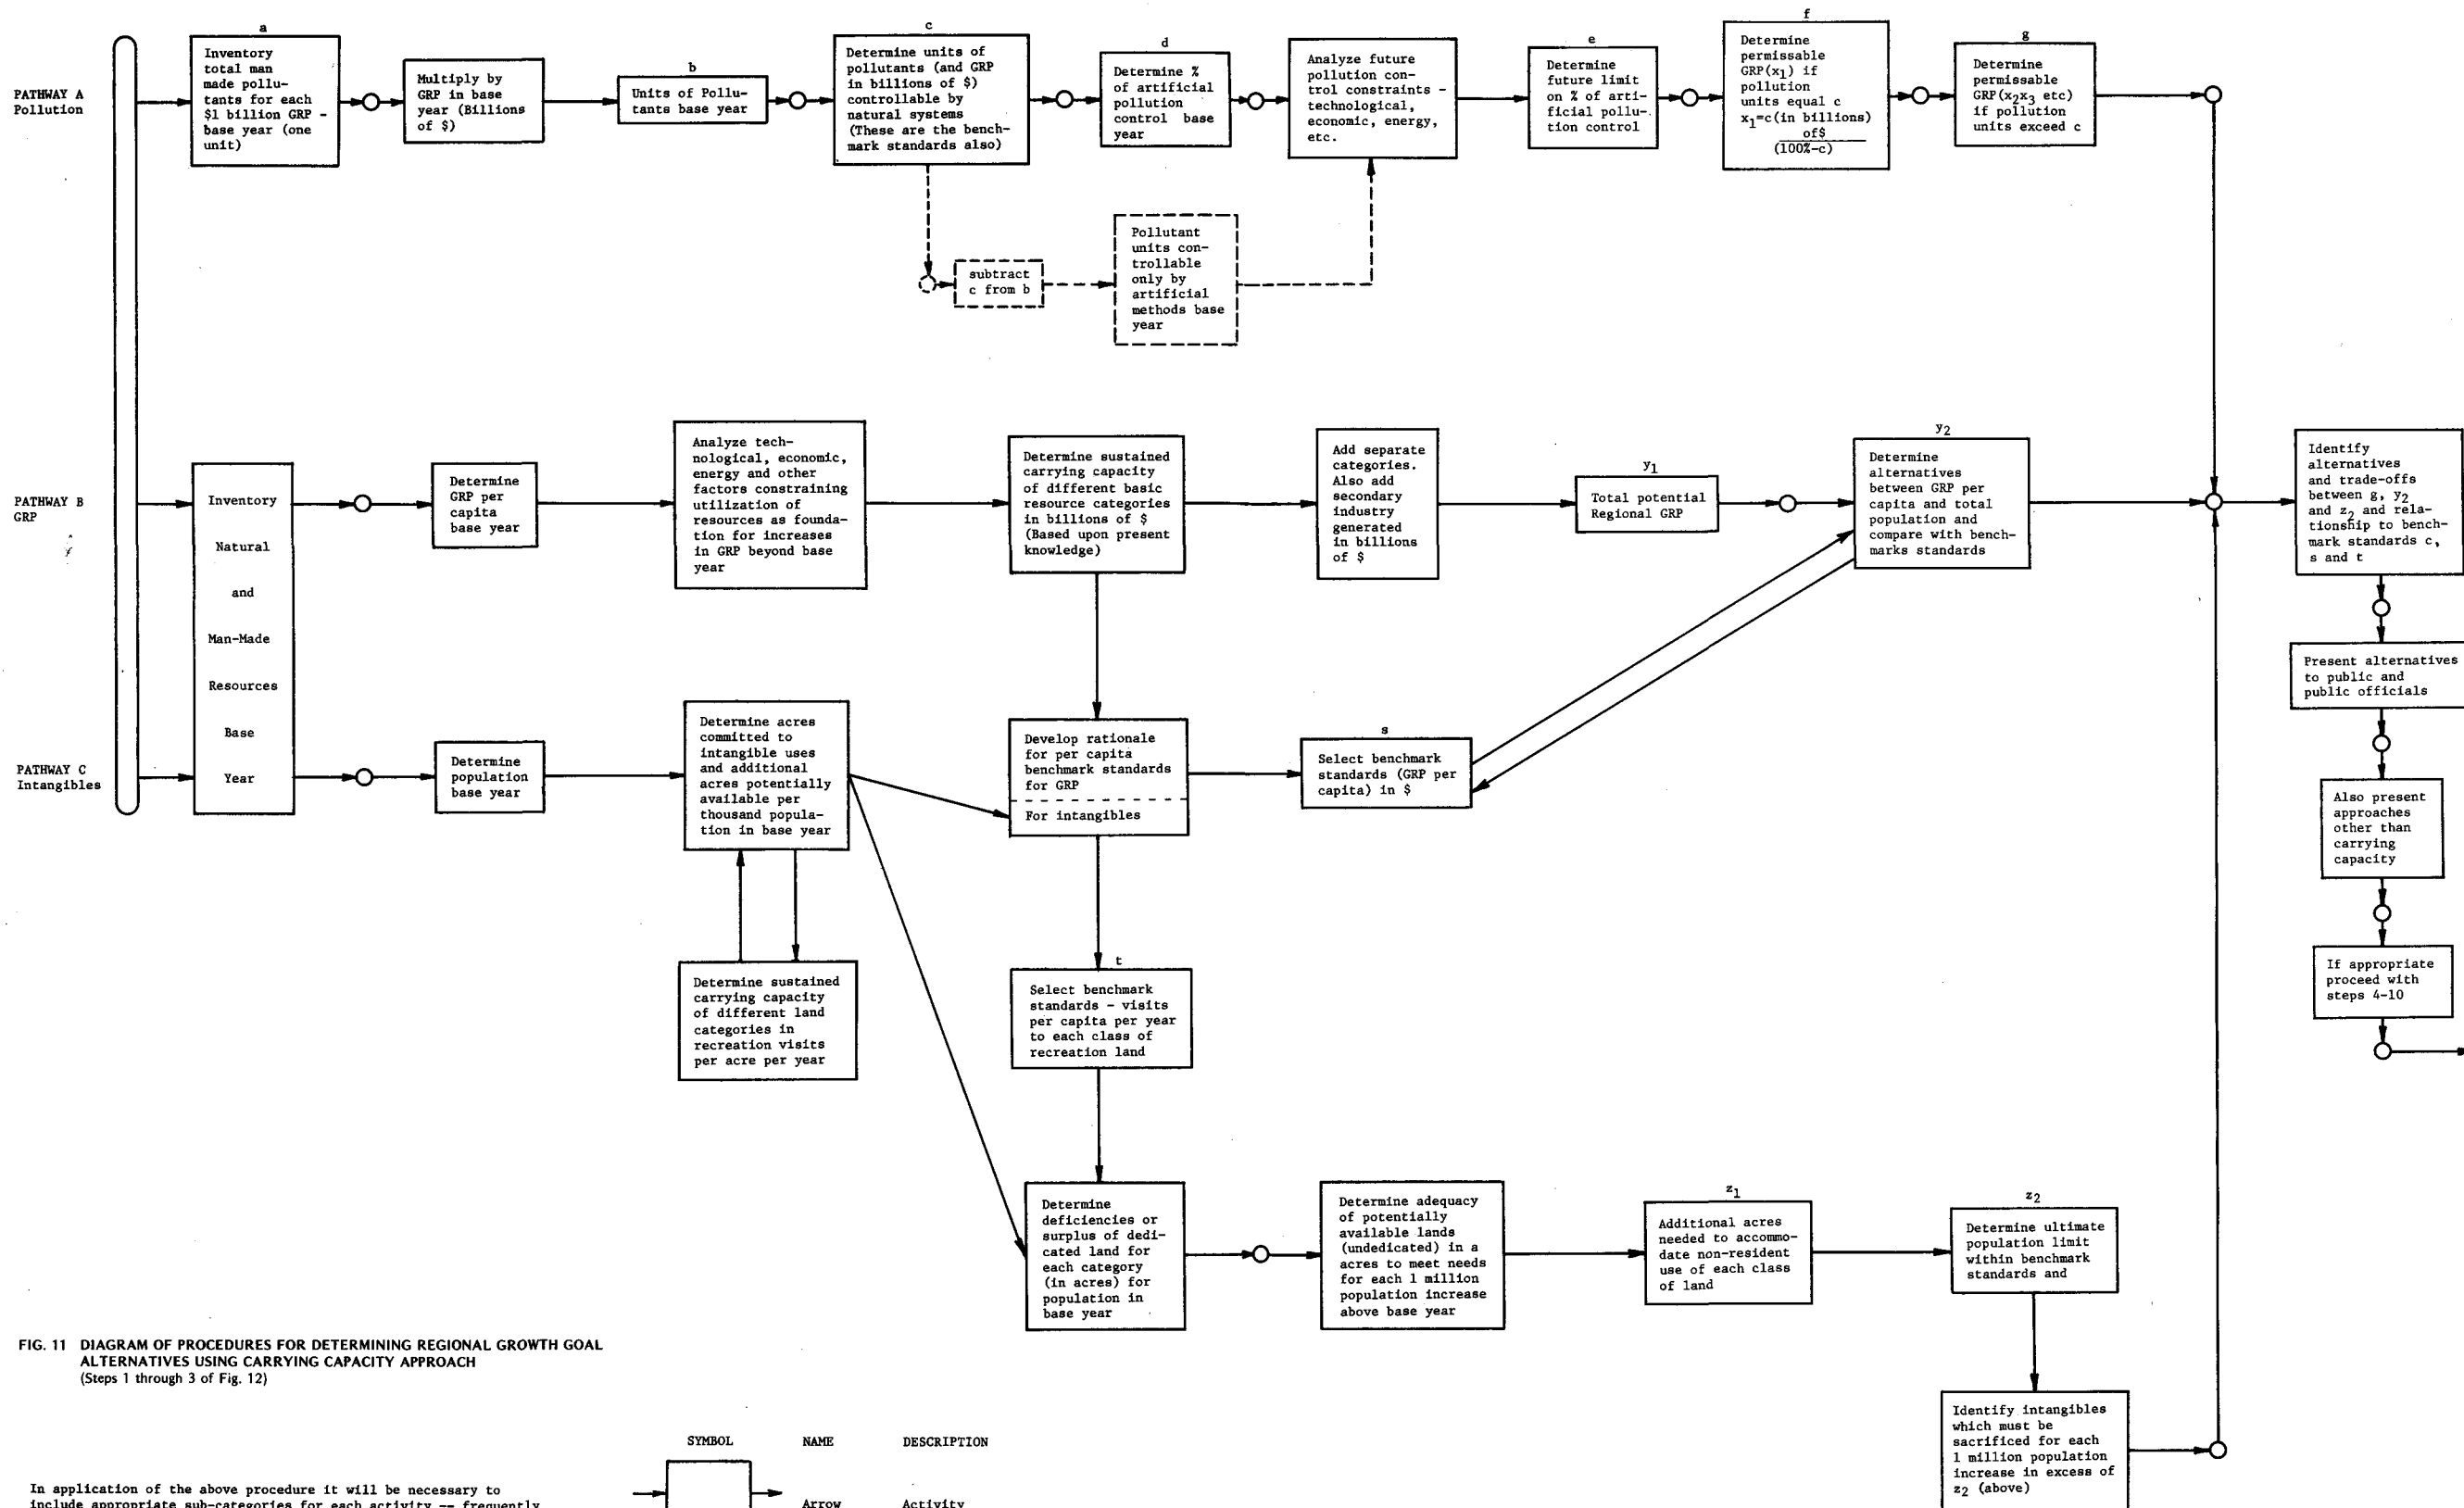 PATHWAY A
Pollution
a
Inventory
total man
made pollu-
tants for each
$1 billion GRP -
base year (one
unit)
Multiply by
GRP in base
year (Billions
of $)
b
Units of Pollu-
tants base year
c
Determine units of
pollutants (and GRP
in billions of $)
controllable by
natural systems
(These are the bench-
mark standards also)
d
Determine %
of artificial
pollution
control base
year
Analyze future
pollution con-
trol constraints -
technological,
economic, energy,
etc.
e
Determine
future limit
on % of arti-
ficial pollu-
tion control
f
Determine
permissable
GRP(x1) if
pollution
units equal c
x1=c(in billions)
of$
(100%-c)
g
Determine
permissable
GRP(x2x3 etc)
if pollution
units exceed c
subtract
c from b
Pollutant
units con-
trollable
only by
artificial
methods base
year
PATHWAY B
GRP
Inventory
Natural
and
Man-Made
Resources
Base
Year
Determine
GRP per
capita
base year
Analyze tech-
nological, economic,
energy and other
factors constraining
utilization of
resources as founda-
tion for increases
in GRP beyond base
year
Determine sustained
carrying capacity
of different basic
resource categories
in billions of $
(Based upon present
knowledge)
Add separate
categories.
Also add
secondary
industry
generated
in billions
of $
y1
Total potential
Regional GRP
y2
Determine
alternatives
between GRP per
capita and total
population and
compare with bench-
marks standards
Identify
alternatives
and trade-offs
between g, y2
and z2 and rela-
tionship to bench-
mark standards c,
s and t
Present alternatives
to public and
public officials
Also present
approaches
other than
carrying
capacity
If appropriate
proceed with
steps 4-10
PATHWAY C
Intangibles
Determine
population
base year
Determine acres
committed to
intangible uses
and additional
acres potentially
available per
thousand popula-
tion in base year
Develop rationale
for per capita
benchmark standards
for GRP
For intangibles
s
Select benchmark
standards (GRP per
capita) in $
Determine sustained
carrying capacity
of different land
categories in
recreation visits
per acre per year
t
Select benchmark
standards - visits
per capita per year
to each class of
recreation land
Determine
deficiencies or
surplus of dedi-
cated land for
each category
(in acres) for
population in
base year
Determine adequacy
of potentially
available lands
(undedicated) in a
acres to meet needs
for each 1 million
population increase
above base year
z1
Additional acres
needed to accommo-
date non-resident
use of each class
of land
z2
Determine ultimate
population limit
within benchmark
standards and
Identify intangibles
which must be
sacrificed for each
1 million population
increase in excess of
z2 (above)
FIG. 11 DIAGRAM OF PROCEDURES FOR DETERMINING REGIONAL GROWTH GOAL
ALTERNATIVES USING CARRYING CAPACITY APPROACH
(Steps 1 through 3 of Fig. 12)
In application of the above procedure it will be necessary to
include appropriate sub-categories for each activity -- frequently
SYMBOL NAME DESCRIPTION
Arrow Activity